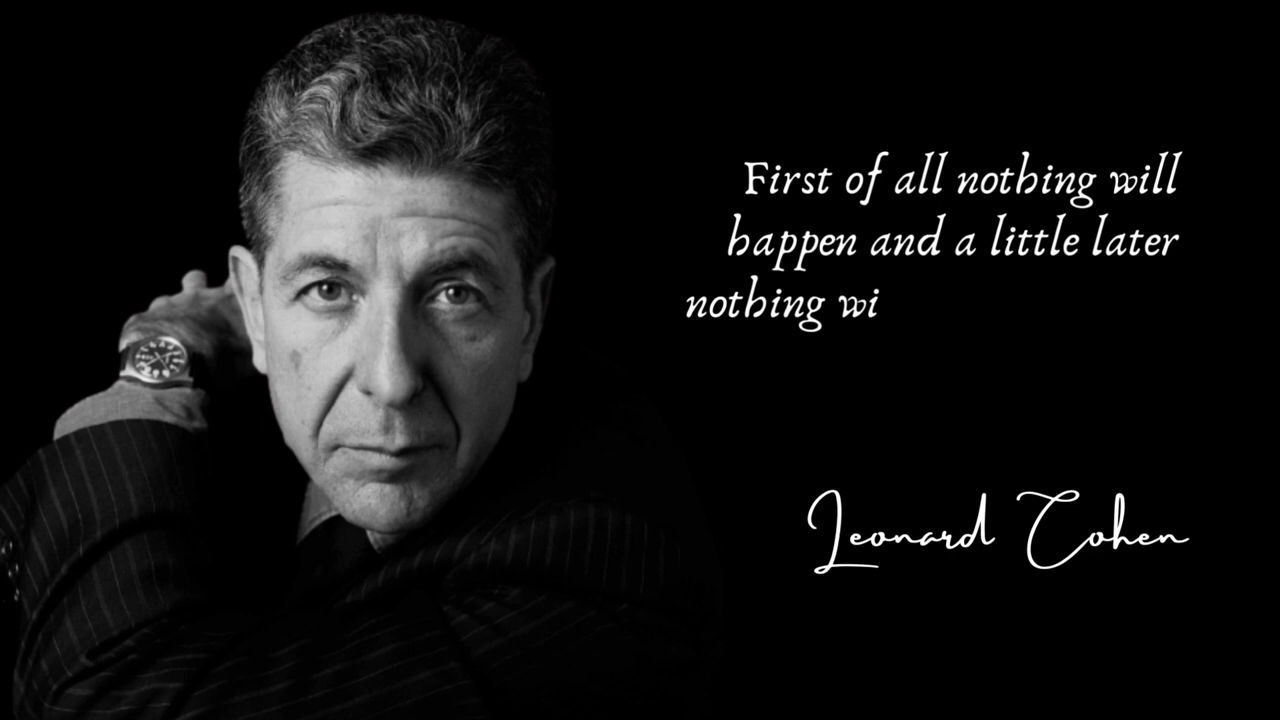 First of all nothing will
happen and a little later
nothing wi
Leonard Cohen